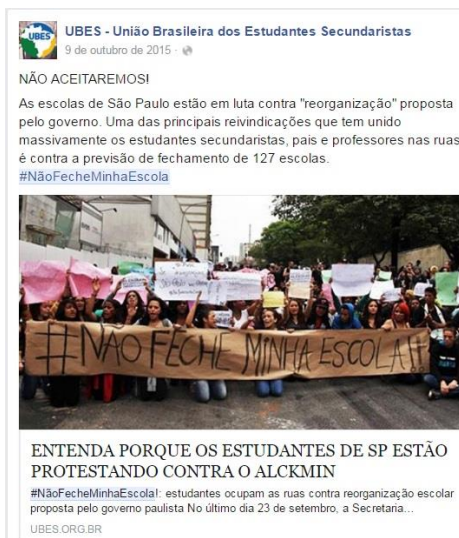 UBES - União Brasileira dos Estudantes Secundaristas
UBES
9 de outubro de 2015 ·
NÃO ACEITAREMOS!
As escolas de São Paulo estão em luta contra "reorganização" proposta
pelo governo. Uma das principais reivindicações que tem unido
massivamente os estudantes secundaristas, pais e professores nas ruas
é contra a previsão de fechamento de 127 escolas.
#NãoFecheMinhaEscola
#NÃO FECHE MINHA ESCOLA!!!
ENTENDA PORQUE OS ESTUDANTES DE SP ESTÃO
PROTESTANDO CONTRA O ALCKMIN
#NãoFecheMinhaEscola!: estudantes ocupam as ruas contra reorganização escolar
proposta pelo governo paulista No último dia 23 de setembro, a Secretaria...
UBES.ORG.BR